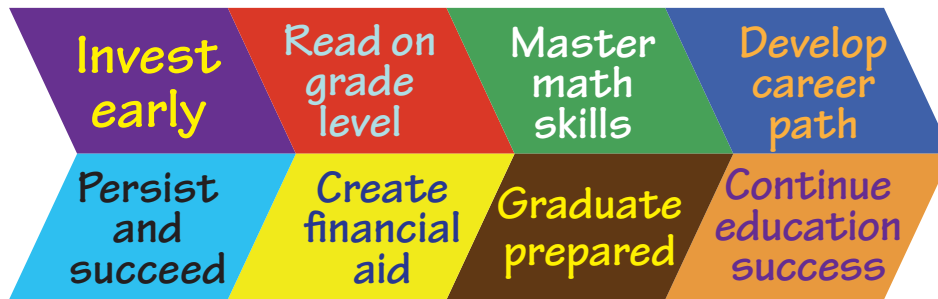 Invest
early
Read on
grade
level
Master
math
skills
Develop
career
path
Persist
and
succeed
Create
financial
aid
Graduate
prepared
Continue
education
success